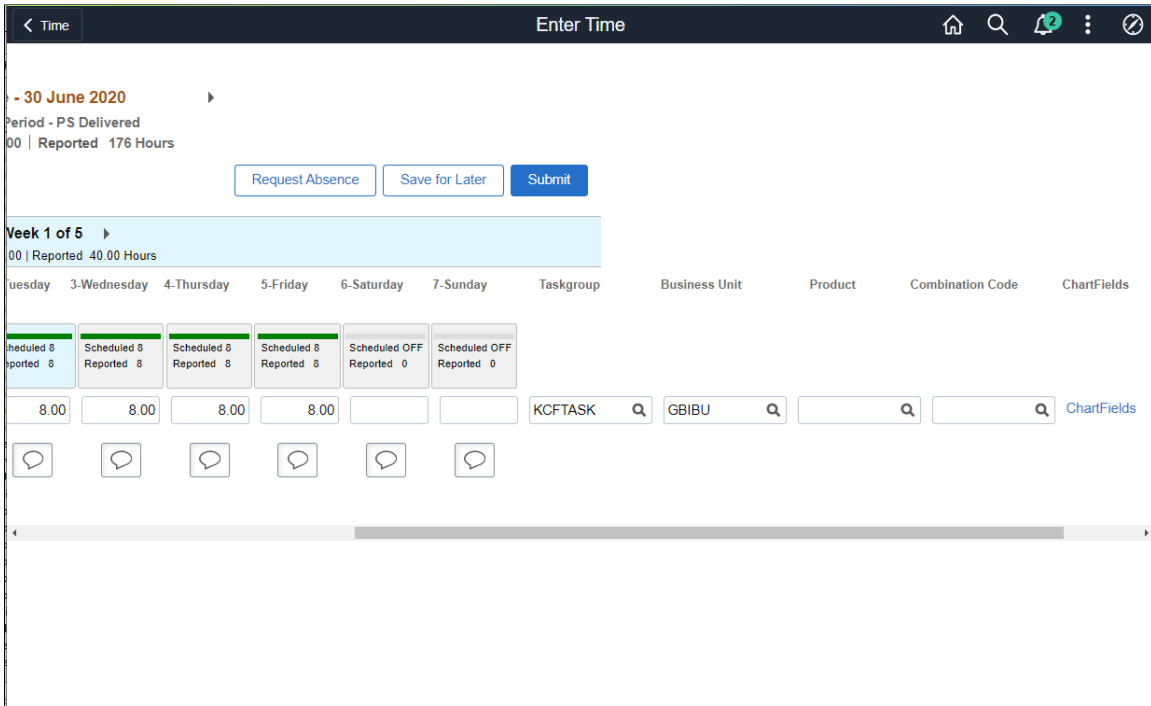 Time
Enter Time
2
- 30 June 2020
Period - PS Delivered
00 | Reported 176 Hours
Request Absence
Save for Later
Submit
Week 1 of 5
.00 | Reported 40.00 Hours
Tuesday 3-Wednesday 4-Thursday 5-Friday 6-Saturday 7-Sunday Taskgroup Business Unit Product Combination Code ChartFields
Scheduled 8 Scheduled 8 Scheduled 8 Scheduled 8 Scheduled OFF Scheduled OFF
Reported 8 Reported 8 Reported 8 Reported 8 Reported 0 Reported 0
8.00 8.00 8.00 8.00 KCFTASK GBIBU ChartFields